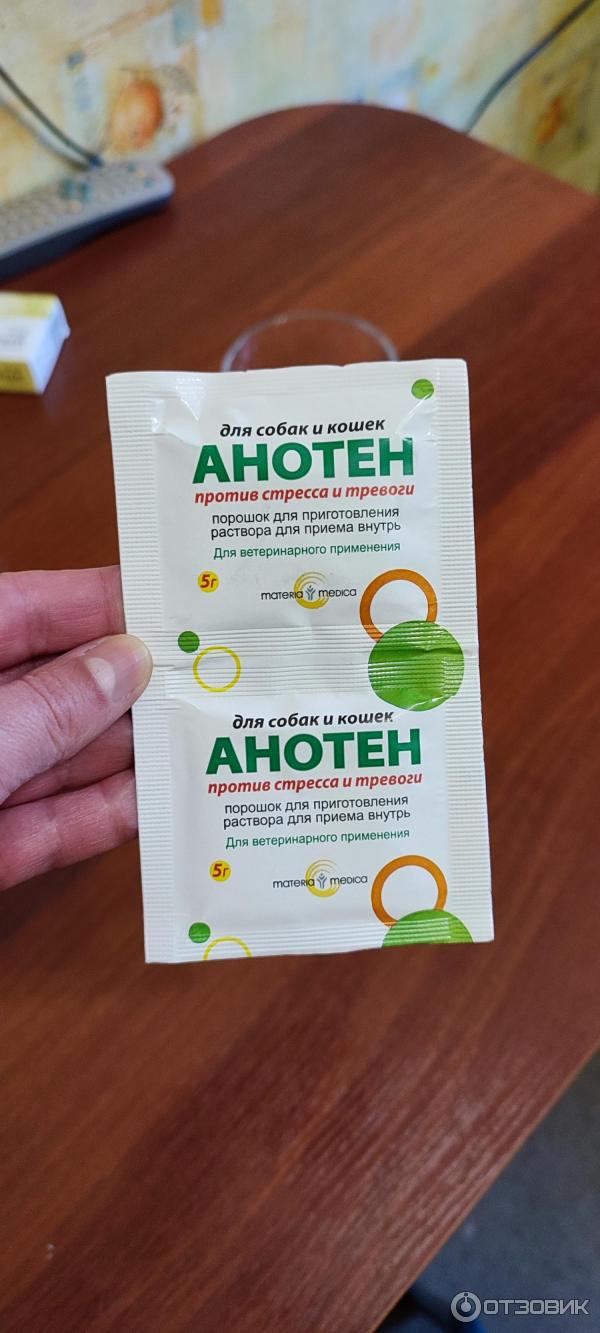 для собак и кошек
АНОТЕН
против стресса и тревоги
порошок для приготовления
раствора для приема внутрь
Для ветеринарного применения
5г
materia medica
для собак и кошек
АНОТЕН
против стресса и тревоги
порошок для приготовления
раствора для приема внутрь
Для ветеринарного применения
5г
materia medica
ОТЗОВИК